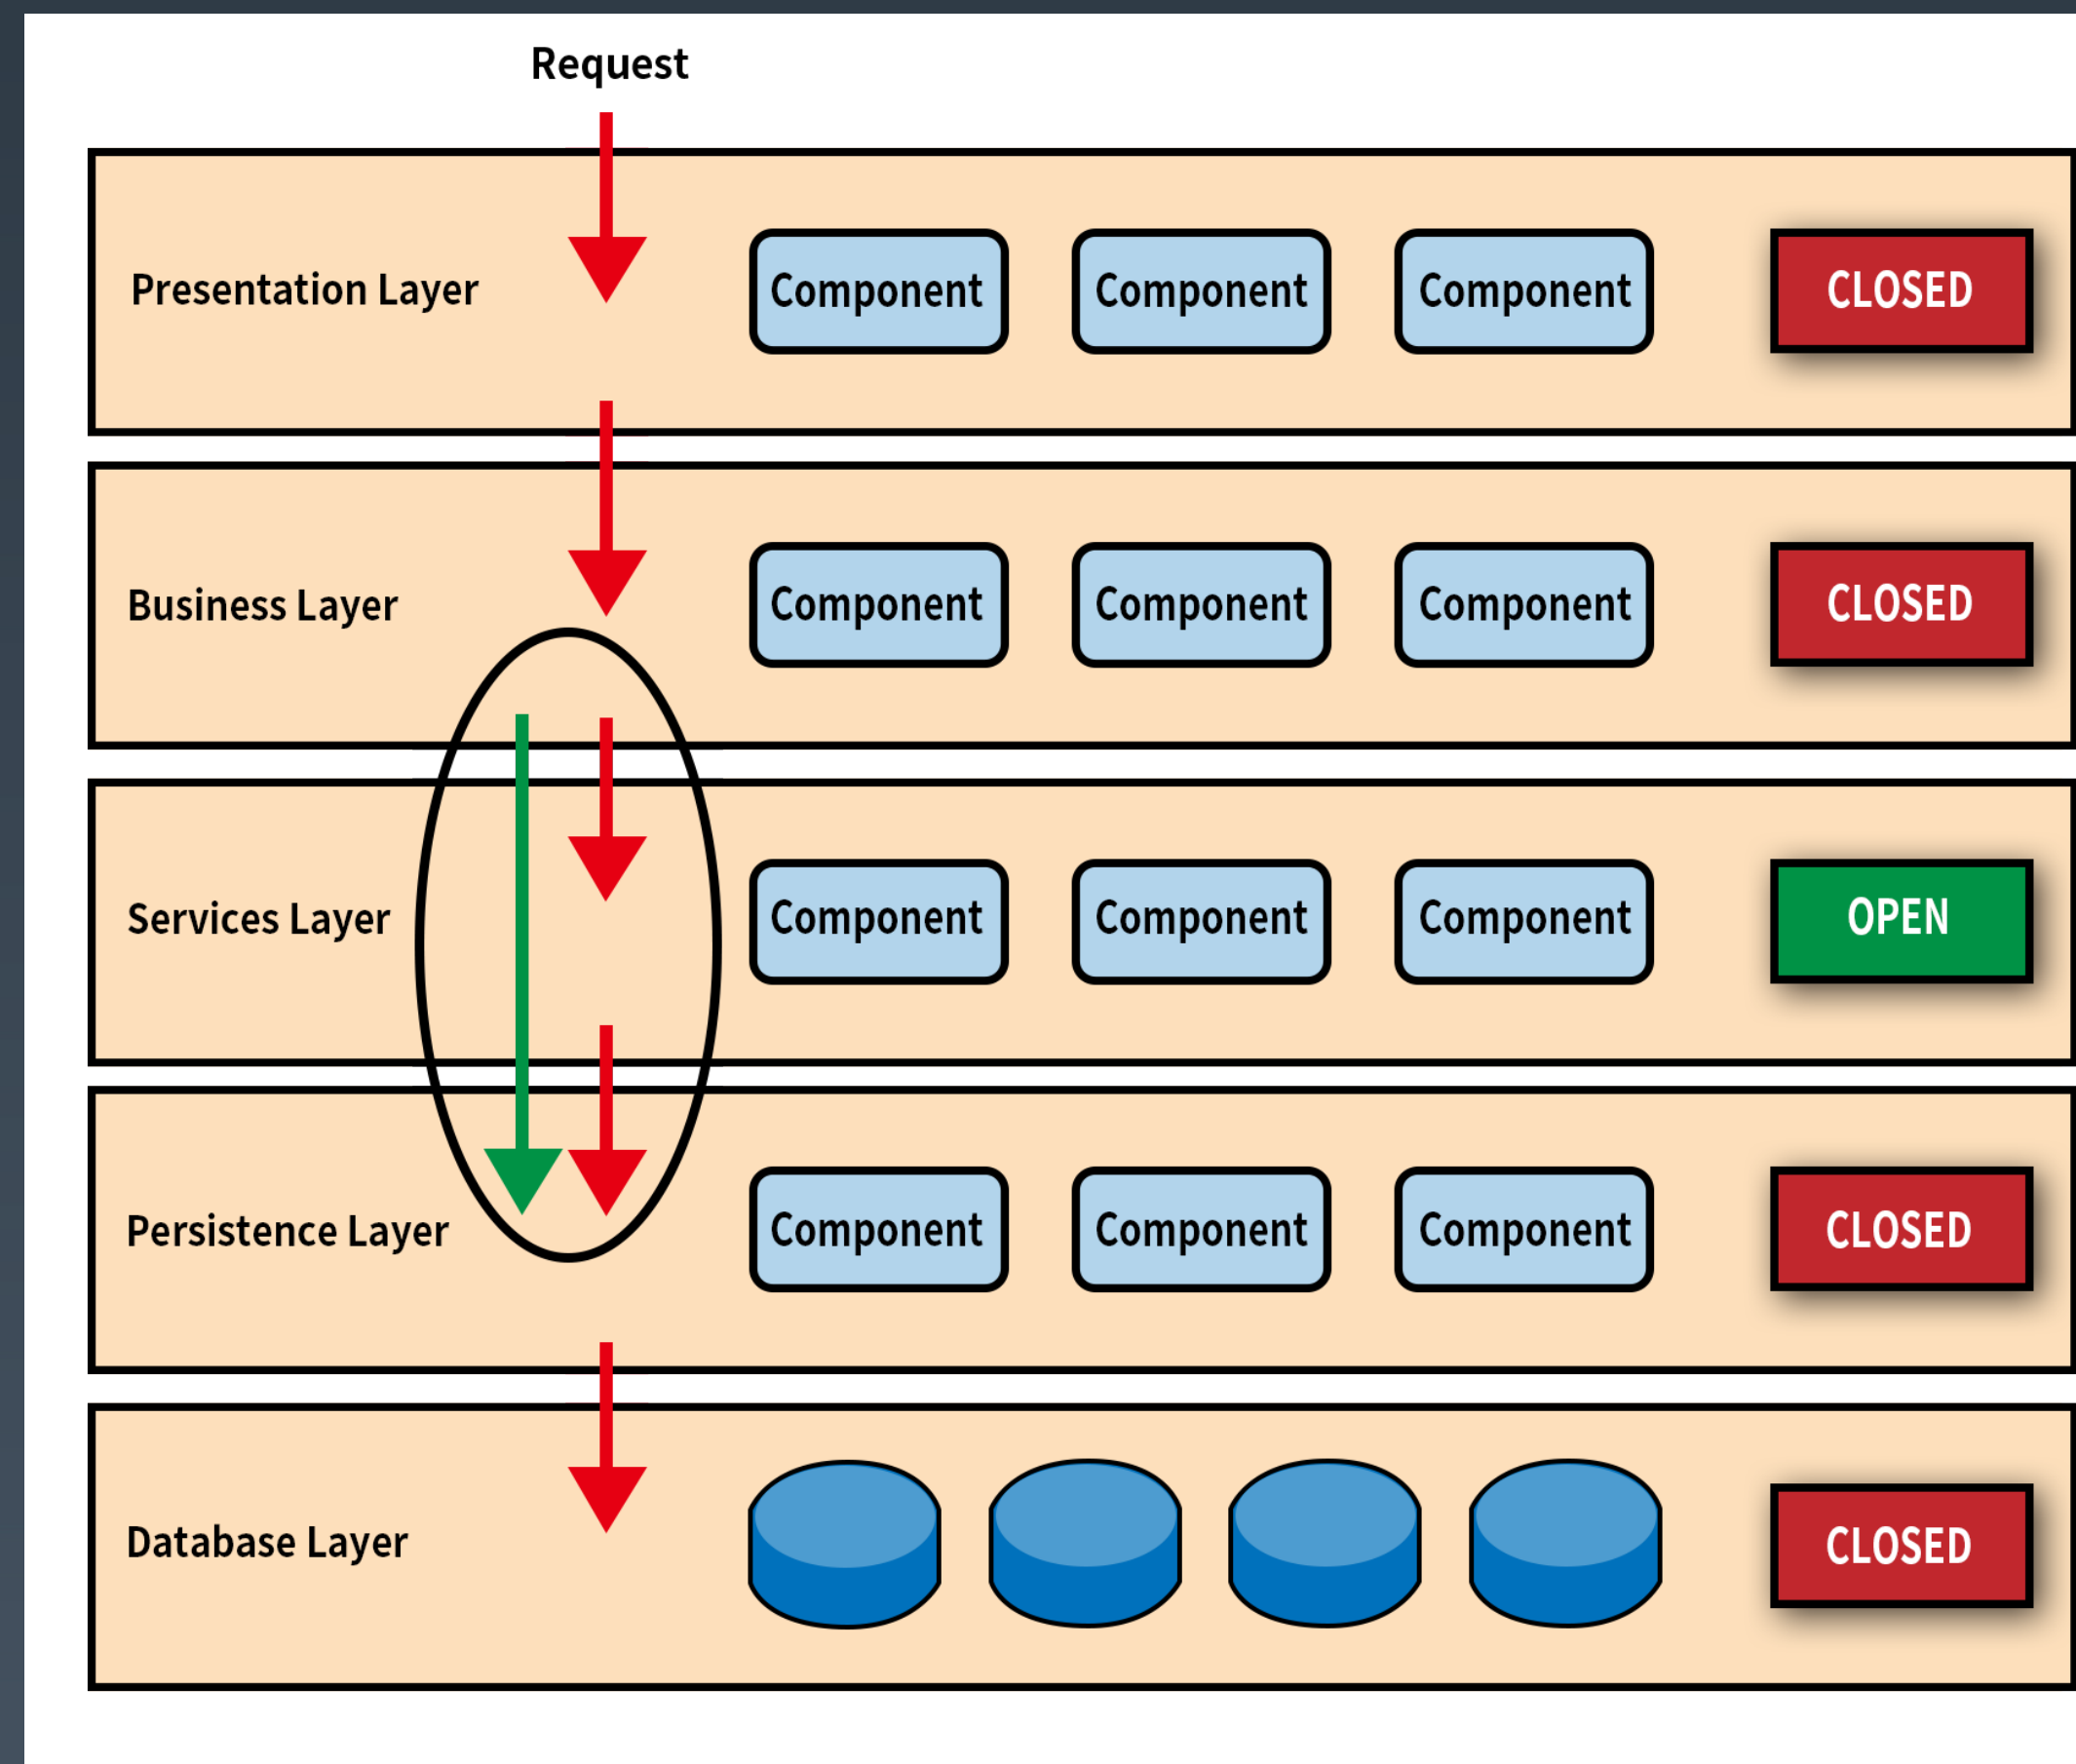 Request
Presentation Layer Component Component Component CLOSED
Business Layer Component Component Component CLOSED
Services Layer Component Component Component OPEN
Persistence Layer Component Component Component CLOSED
Database Layer CLOSED